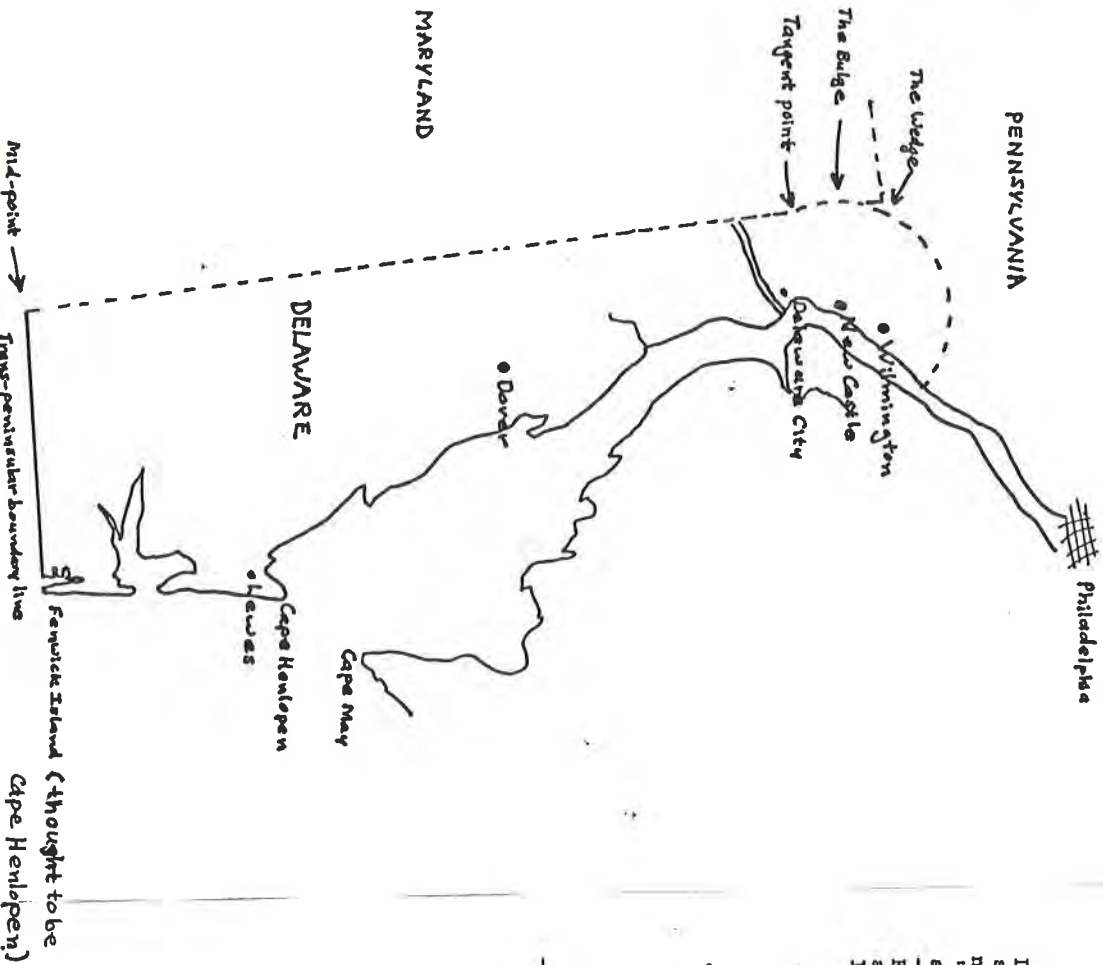 PENNSYLVANIA
The Wedge
The Bulge
Tangent point
MARYLAND
Philadelphia
Wilmington
New Castle
Delaware City
DELAWARE
Dover
Cape May
Cape Henlopen
Lewes
Mid-point
Trans-peninsular boundary line
Fenwick Island (thought to be
Cape Henlopen)